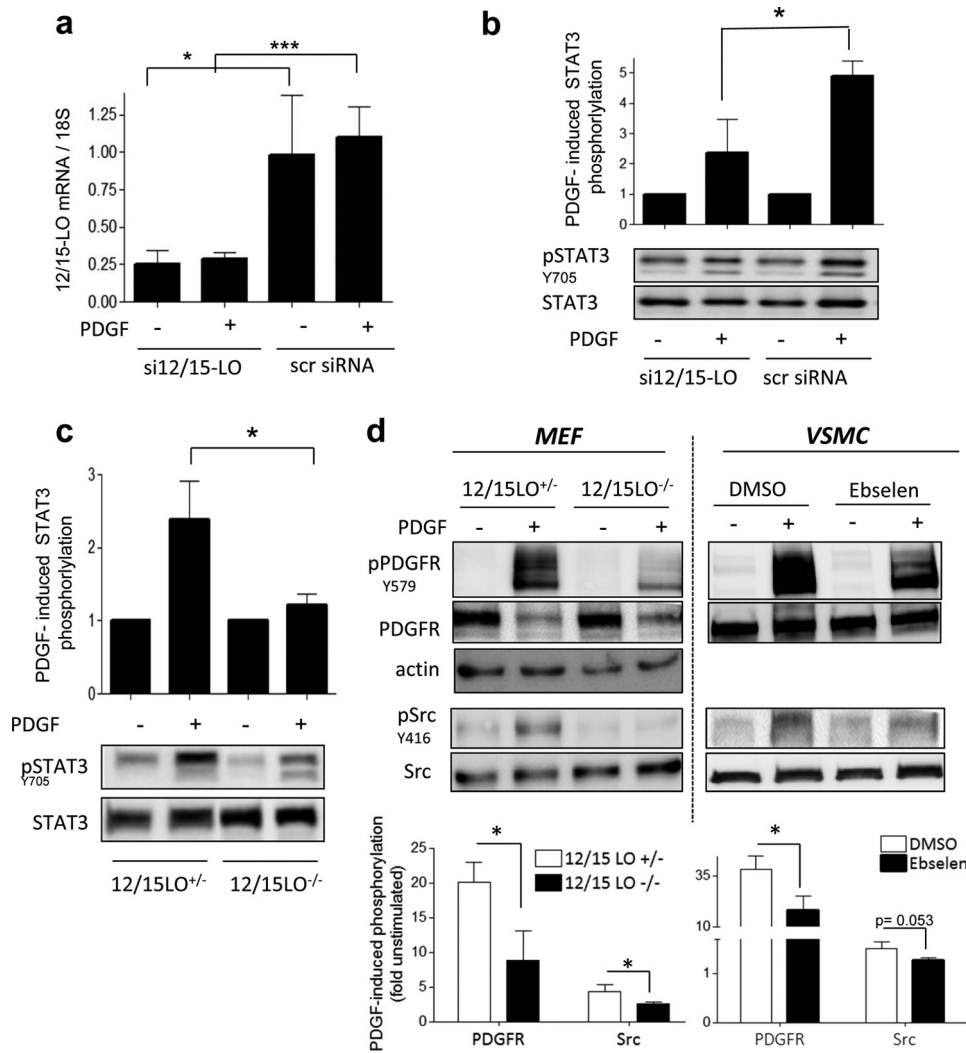 a
* ***
12/15-LO mRNA / 18S
1.25
1.00
0.75
0.50
0.25
0.00
PDGF - + - +
si12/15-LO scr siRNA
b
*
PDGF- induced STAT3
phosphorylation
5
4
3
2
1
0
pSTAT3
Y705
STAT3
PDGF - + - +
si12/15-LO scr siRNA
c
*
PDGF- induced STAT3
phosphorylation
3
2
1
0
PDGF - + - +
pSTAT3
Y705
STAT3
12/15LO+/- 12/15LO-/-
d
MEF VSMC
12/15LO+/- 12/15LO-/- DMSO Ebselen
PDGF - + - + - + - +
pPDGFR
Y579
PDGFR
actin
pSrc
Y416
Src
PDGF-induced phosphorylation
(fold unstimulated)
25
20
15
10
5
0
* *
12/15 LO +/-
12/15 LO -/-
PDGFR Src
35
10
1
0
*
p= 0.053
DMSO
Ebselen
PDGFR Src